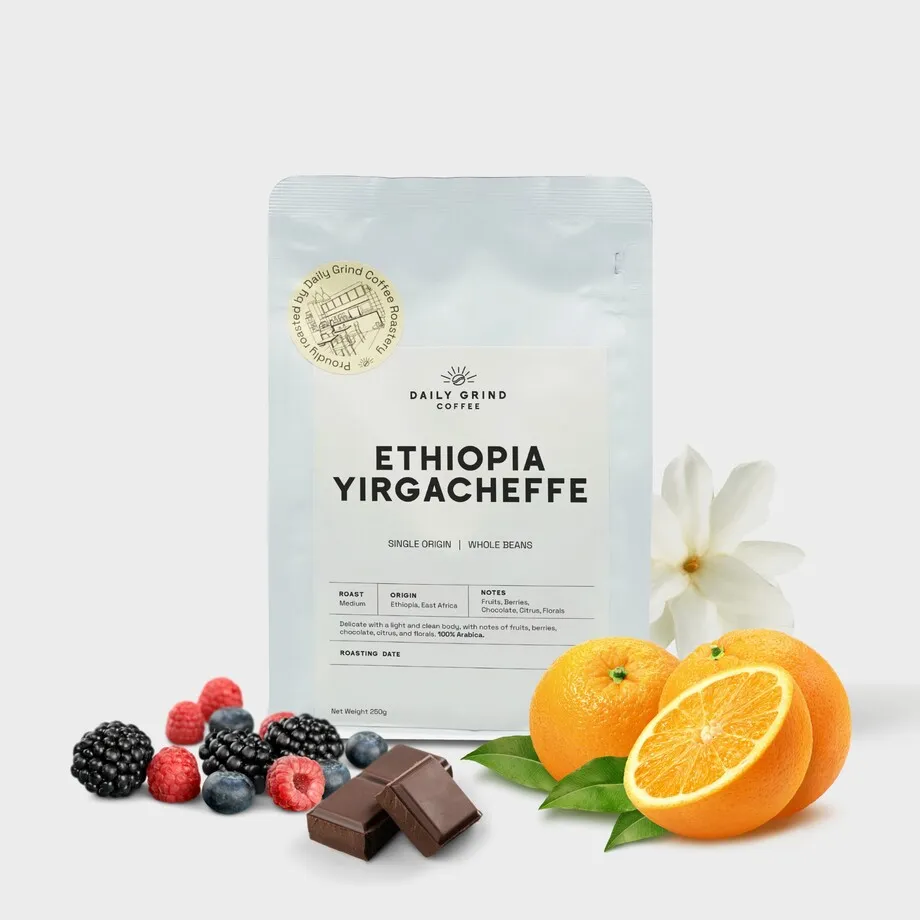 Proudly roasted by Daily Grind Coffee Roastery
DAILY GRIND
COFFEE
ETHIOPIA
YIRGACHEFFE
SINGLE ORIGIN | WHOLE BEANS
ROAST
Medium
ORIGIN
Ethiopia, East Africa
NOTES
Fruits, Berries,
Chocolate, Citrus, Florals
Delicate with a light and clean body, with notes of fruits, berries,
chocolate, citrus, and florals. 100% Arabica.
ROASTING DATE
Net Weight 250g